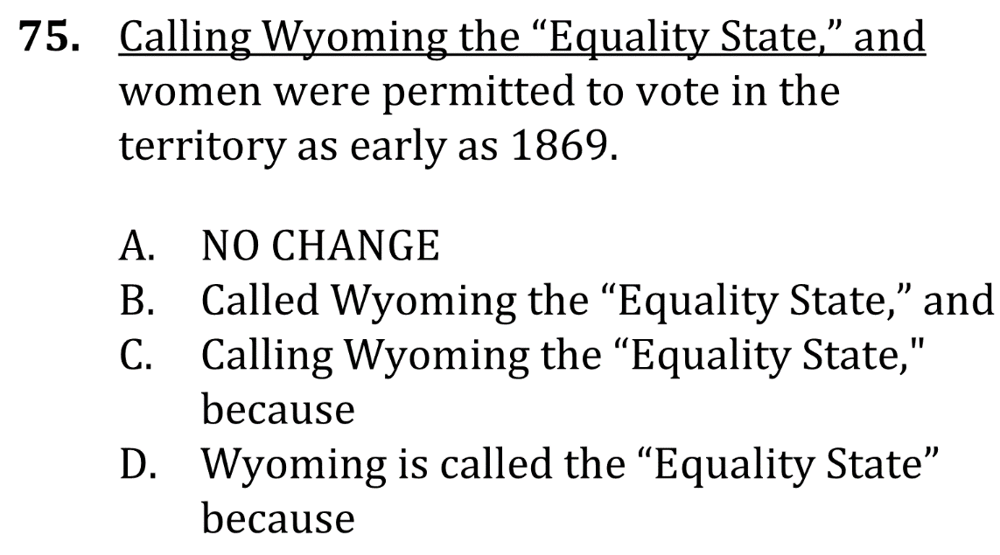 75. Calling Wyoming the “Equality State,” and
women were permitted to vote in the
territory as early as 1869.
A. NO CHANGE
B. Called Wyoming the “Equality State,” and
C. Calling Wyoming the “Equality State,"
because
D. Wyoming is called the “Equality State”
because